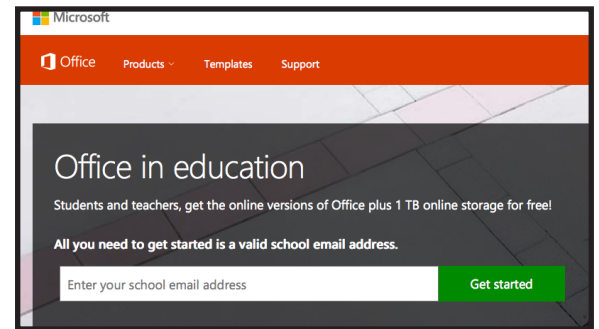 Microsoft
Office Products Templates Support
Office in education
Students and teachers, get the online versions of Office plus 1 TB online storage for free!
All you need to get started is a valid school email address.
Enter your school email address Get started